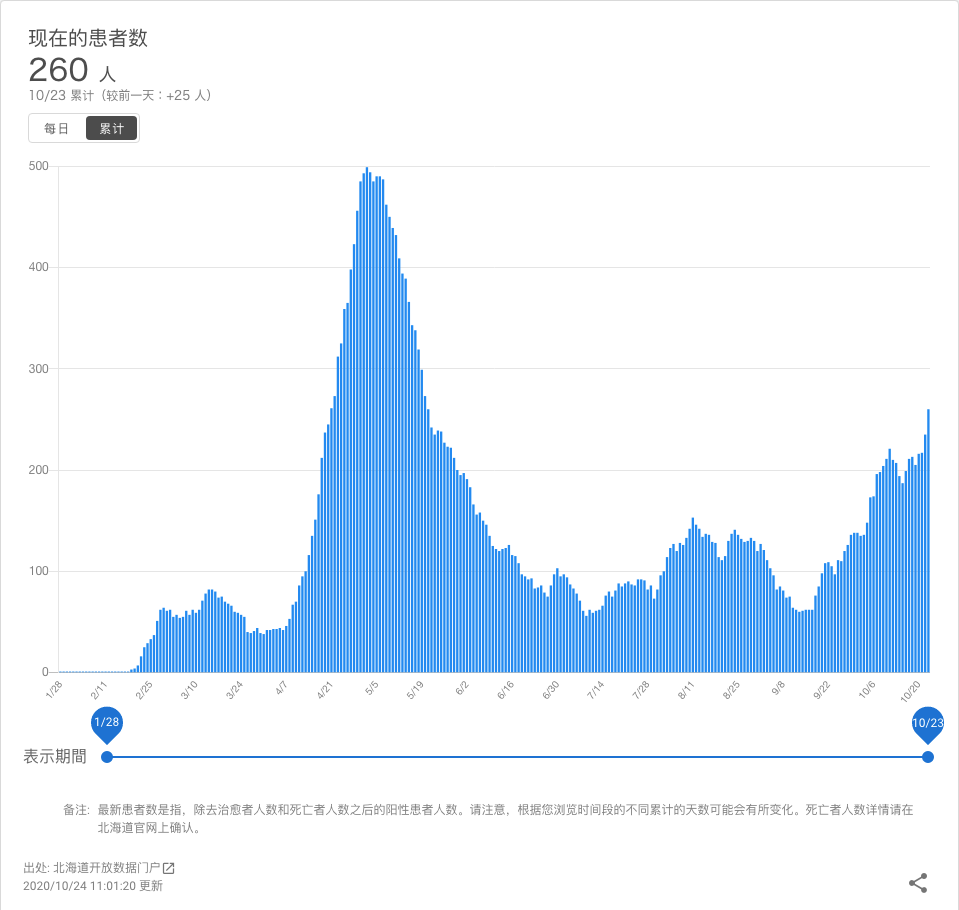 现在的患者数
260 人
10/23 累计（较前一天：+25 人）
每日 累计
500
400
300
200
100
0
1/28 2/11 2/25 3/10 3/24 4/7 4/21 5/5 5/19 6/2 6/16 6/30 7/14 7/28 8/11 8/25 9/8 9/22 10/6 10/20
1/28 10/23
表示期間
备注: 最新患者数是指，除去治愈者人数和死亡者人数之后的阳性患者人数。请注意，根据您浏览时间段的不同累计的天数可能会有所变化。死亡者人数详情请在
北海道官网上确认。
出处: 北海道开放数据门户
2020/10/24 11:01:20 更新